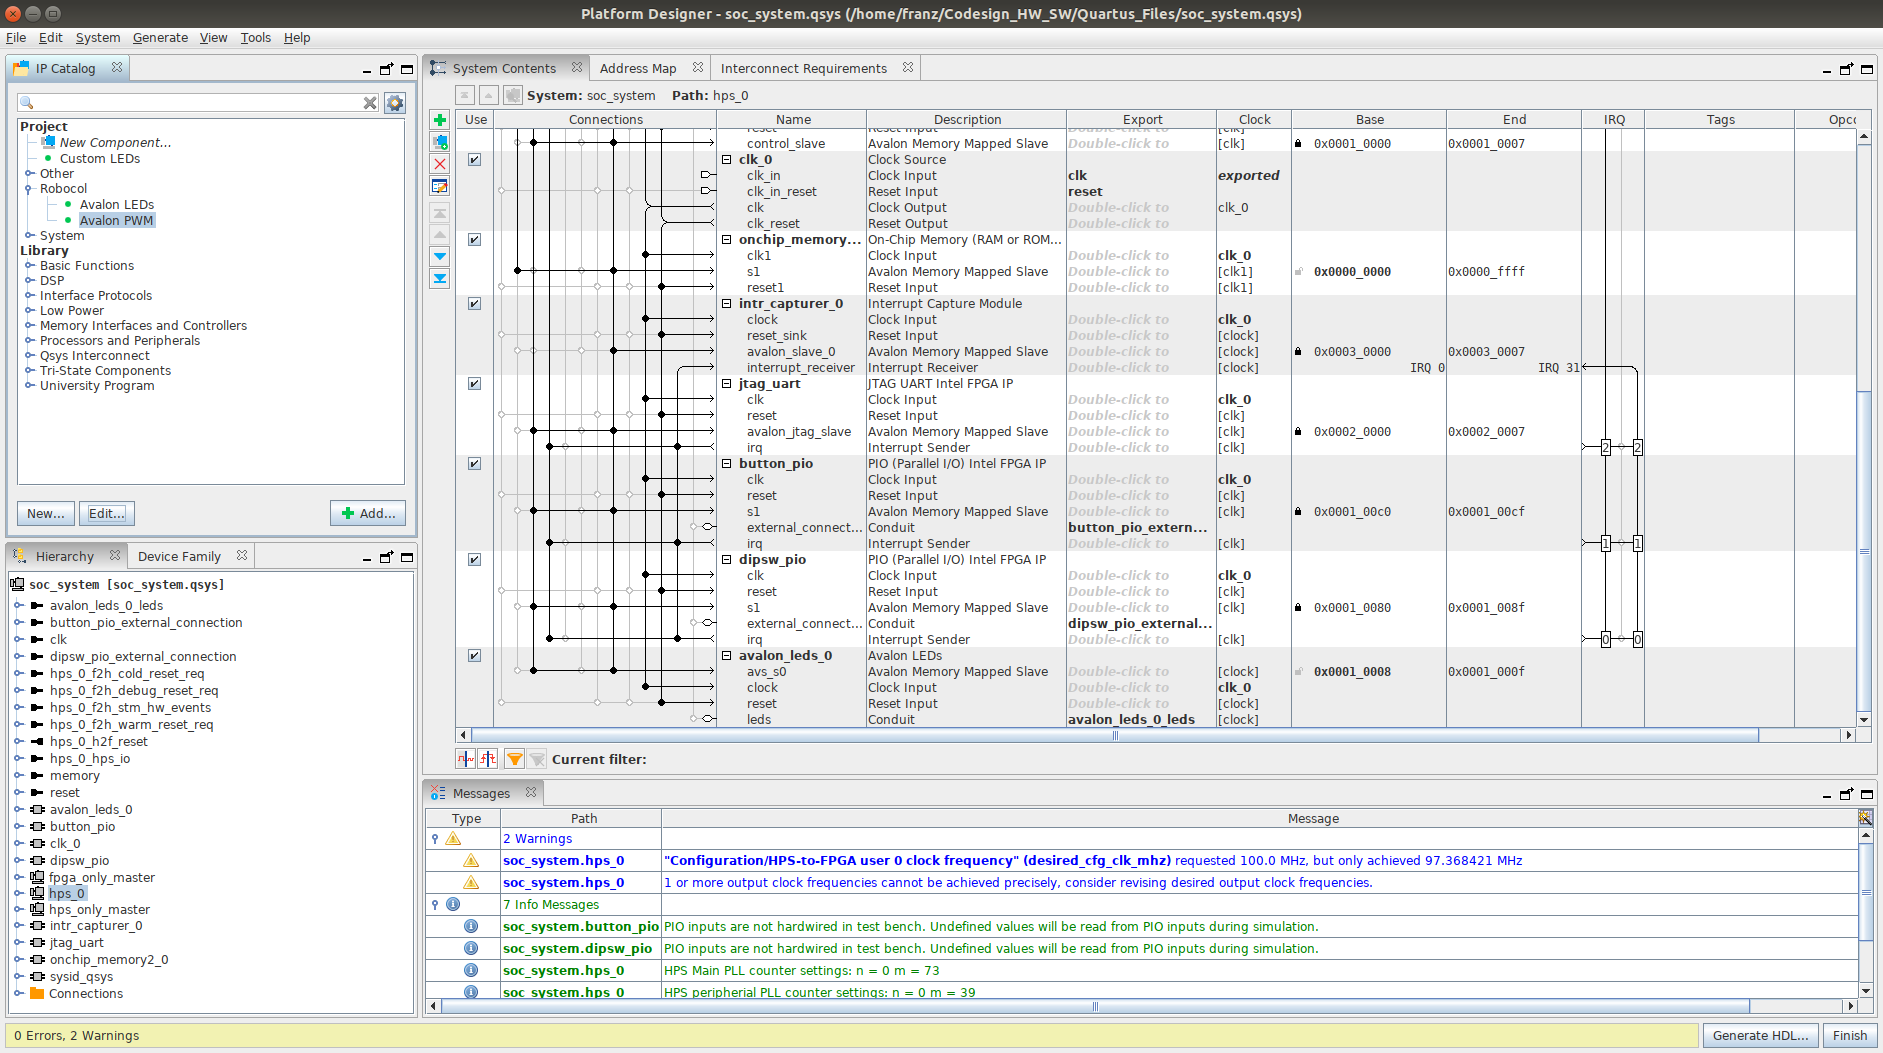 Platform Designer - soc_system.qsys (/home/franz/Codesign_HW_SW/Quartus_Files/soc_system.qsys)
File Edit System Generate View Tools Help
IP Catalog
Project
New Component...
Custom LEDs
Other
Robocol
Avalon LEDs
Avalon PWM
System
Library
Basic Functions
DSP
Interface Protocols
Low Power
Memory Interfaces and Controllers
Processors and Peripherals
Qsys Interconnect
Tri-State Components
University Program
New... Edit... Add...
Hierarchy Device Family
soc_system [soc_system.qsys]
avalon_leds_0_leds
button_pio_external_connection
clk
dipsw_pio_external_connection
hps_0_f2h_cold_reset_req
hps_0_f2h_debug_reset_req
hps_0_f2h_stm_hw_events
hps_0_f2h_warm_reset_req
hps_0_h2f_reset
hps_0_hps_io
memory
reset
avalon_leds_0
button_pio
clk_0
dipsw_pio
fpga_only_master
hps_0
hps_only_master
intr_capturer_0
jtag_uart
onchip_memory2_0
sysid_qsys
Connections
System Contents Address Map Interconnect Requirements
System: soc_system Path: hps_0
Use Connections Name Description Export Clock Base End IRQ Tags Opcc
reset Reset Input Double-click to [clk]
control_slave Avalon Memory Mapped Slave Double-click to [clk] 0x0001_0000 0x0001_0007
clk_0 Clock Source
clk_in Clock Input clk exported
clk_in_reset Reset Input reset
clk Clock Output Double-click to clk_0
clk_reset Reset Output Double-click to
onchip_memory... On-Chip Memory (RAM or ROM...
clk1 Clock Input Double-click to clk_0
s1 Avalon Memory Mapped Slave Double-click to [clk1] 0x0000_0000 0x0000_ffff
reset1 Reset Input Double-click to [clk1]
intr_capturer_0 Interrupt Capture Module
clock Clock Input Double-click to clk_0
reset_sink Reset Input Double-click to [clock]
avalon_slave_0 Avalon Memory Mapped Slave Double-click to [clock] 0x0003_0000 0x0003_0007
interrupt_receiver Interrupt Receiver Double-click to [clock] IRQ 0 IRQ 31
jtag_uart JTAG UART Intel FPGA IP
clk Clock Input Double-click to clk_0
reset Reset Input Double-click to [clk]
avalon_jtag_slave Avalon Memory Mapped Slave Double-click to [clk] 0x0002_0000 0x0002_0007
irq Interrupt Sender Double-click to [clk] 2 2
button_pio PIO (Parallel I/O) Intel FPGA IP
clk Clock Input Double-click to clk_0
reset Reset Input Double-click to [clk]
s1 Avalon Memory Mapped Slave Double-click to [clk] 0x0001_00c0 0x0001_00cf
external_connect... Conduit button_pio_extern...
irq Interrupt Sender Double-click to [clk] 1 1
dipsw_pio PIO (Parallel I/O) Intel FPGA IP
clk Clock Input Double-click to clk_0
reset Reset Input Double-click to [clk]
s1 Avalon Memory Mapped Slave Double-click to [clk] 0x0001_0080 0x0001_008f
external_connect... Conduit dipsw_pio_external...
irq Interrupt Sender Double-click to [clk] 0 0
avalon_leds_0 Avalon LEDs
avs_s0 Avalon Memory Mapped Slave Double-click to [clock] 0x0001_0008 0x0001_000f
clock Clock Input Double-click to clk_0
reset Reset Input Double-click to [clock]
leds Conduit avalon_leds_0_leds [clock]
Current filter:
Messages
Type Path Message
2 Warnings
soc_system.hps_0 "Configuration/HPS-to-FPGA user 0 clock frequency" (desired_cfg_clk_mhz) requested 100.0 MHz, but only achieved 97.368421 MHz
soc_system.hps_0 1 or more output clock frequencies cannot be achieved precisely, consider revising desired output clock frequencies.
7 Info Messages
soc_system.button_pio PIO inputs are not hardwired in test bench. Undefined values will be read from PIO inputs during simulation.
soc_system.dipsw_pio PIO inputs are not hardwired in test bench. Undefined values will be read from PIO inputs during simulation.
soc_system.hps_0 HPS Main PLL counter settings: n = 0 m = 73
soc_system.hps_0 HPS peripherial PLL counter settings: n = 0 m = 39
0 Errors, 2 Warnings
Generate HDL... Finish